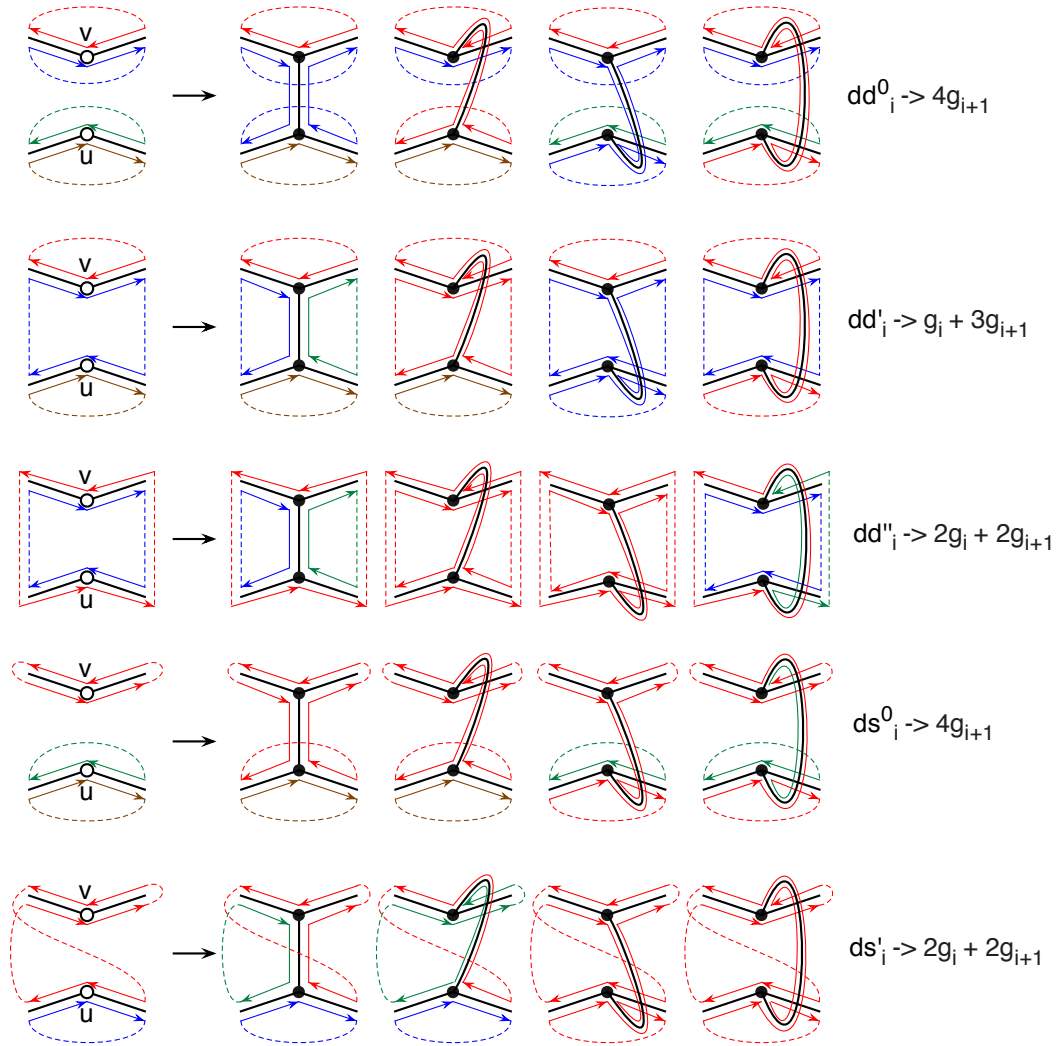 v
u
dd⁰ᵢ -> 4gᵢ₊₁
v
u
dd'ᵢ -> gᵢ + 3gᵢ₊₁
v
u
dd"ᵢ -> 2gᵢ + 2gᵢ₊₁
v
u
ds⁰ᵢ -> 4gᵢ₊₁
v
u
ds'ᵢ -> 2gᵢ + 2gᵢ₊₁